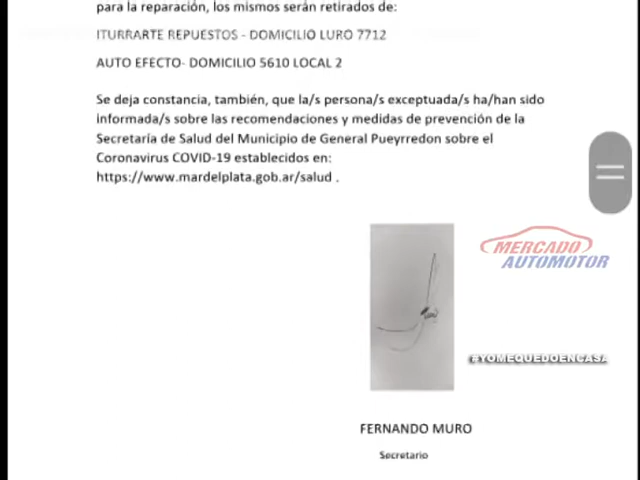 para la reparación, los mismos serán retirados de:
ITURRARTE REPUESTOS - DOMICILIO LURO 7712
AUTO EFECTO- DOMICILIO 5610 LOCAL 2
Se deja constancia, también, que la/s persona/s exceptuada/s ha/han sido
informada/s sobre las recomendaciones y medidas de prevención de la
Secretaría de Salud del Municipio de General Pueyrredon sobre el
Coronavirus COVID-19 establecidos en:
https://www.mardelplata.gob.ar/salud .
MERCADO
AUTOMOTOR
#YOMEQUEDOENCASA
FERNANDO MURO
Secretario